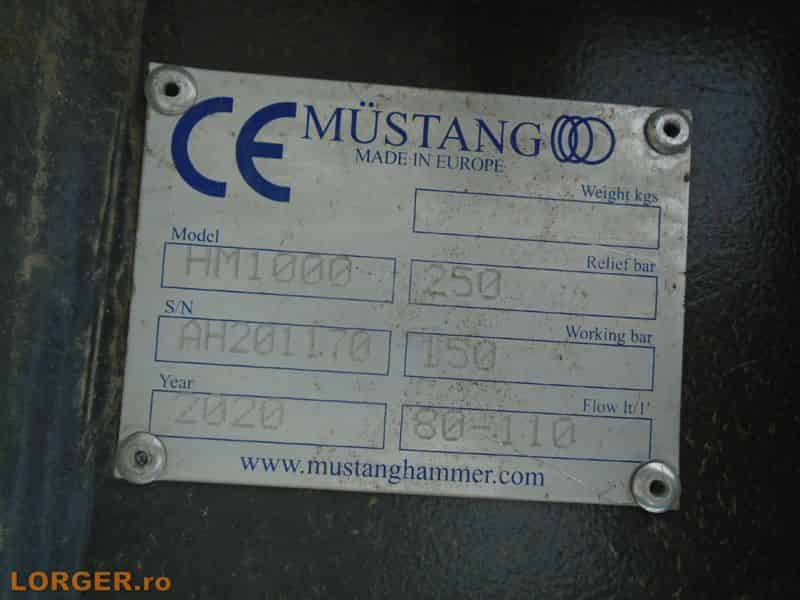 CE MÜSTANG
MADE IN EUROPE
Weight kgs
Model
HM1000
Relief bar
250
S/N
AH201170
Working bar
150
Year
2020
Flow lt/1'
80-110
www.mustanghammer.com
LORGER.ro